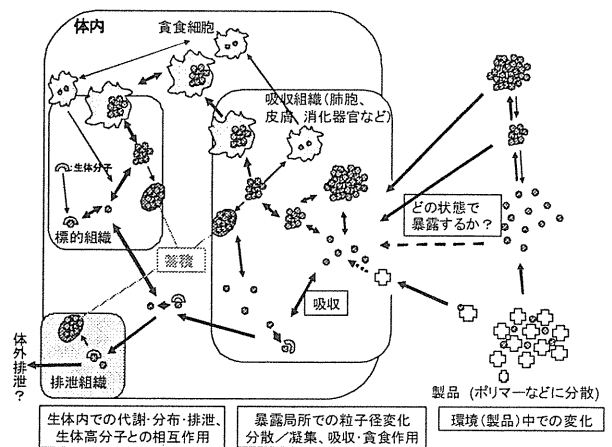 体内
貪食細胞
吸収組織(肺胞、
皮膚、消化器官など)
:生体分子
標的組織
蓄積
どの状態で
暴露するか?
吸収
体外排泄?
排泄組織
製品 (ポリマーなどに分散)
生体内での代謝・分布・排泄、
生体高分子との相互作用
暴露局所での粒子径変化
分散/凝集、吸収・貪食作用
環境(製品)中での変化